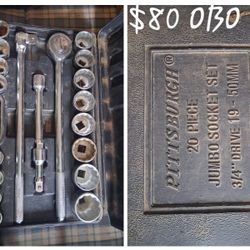 $80 OBO
PITTSBURGH®
20 PIECE
JUMBO SOCKET SET
3/4" DRIVE 19 - 50MM